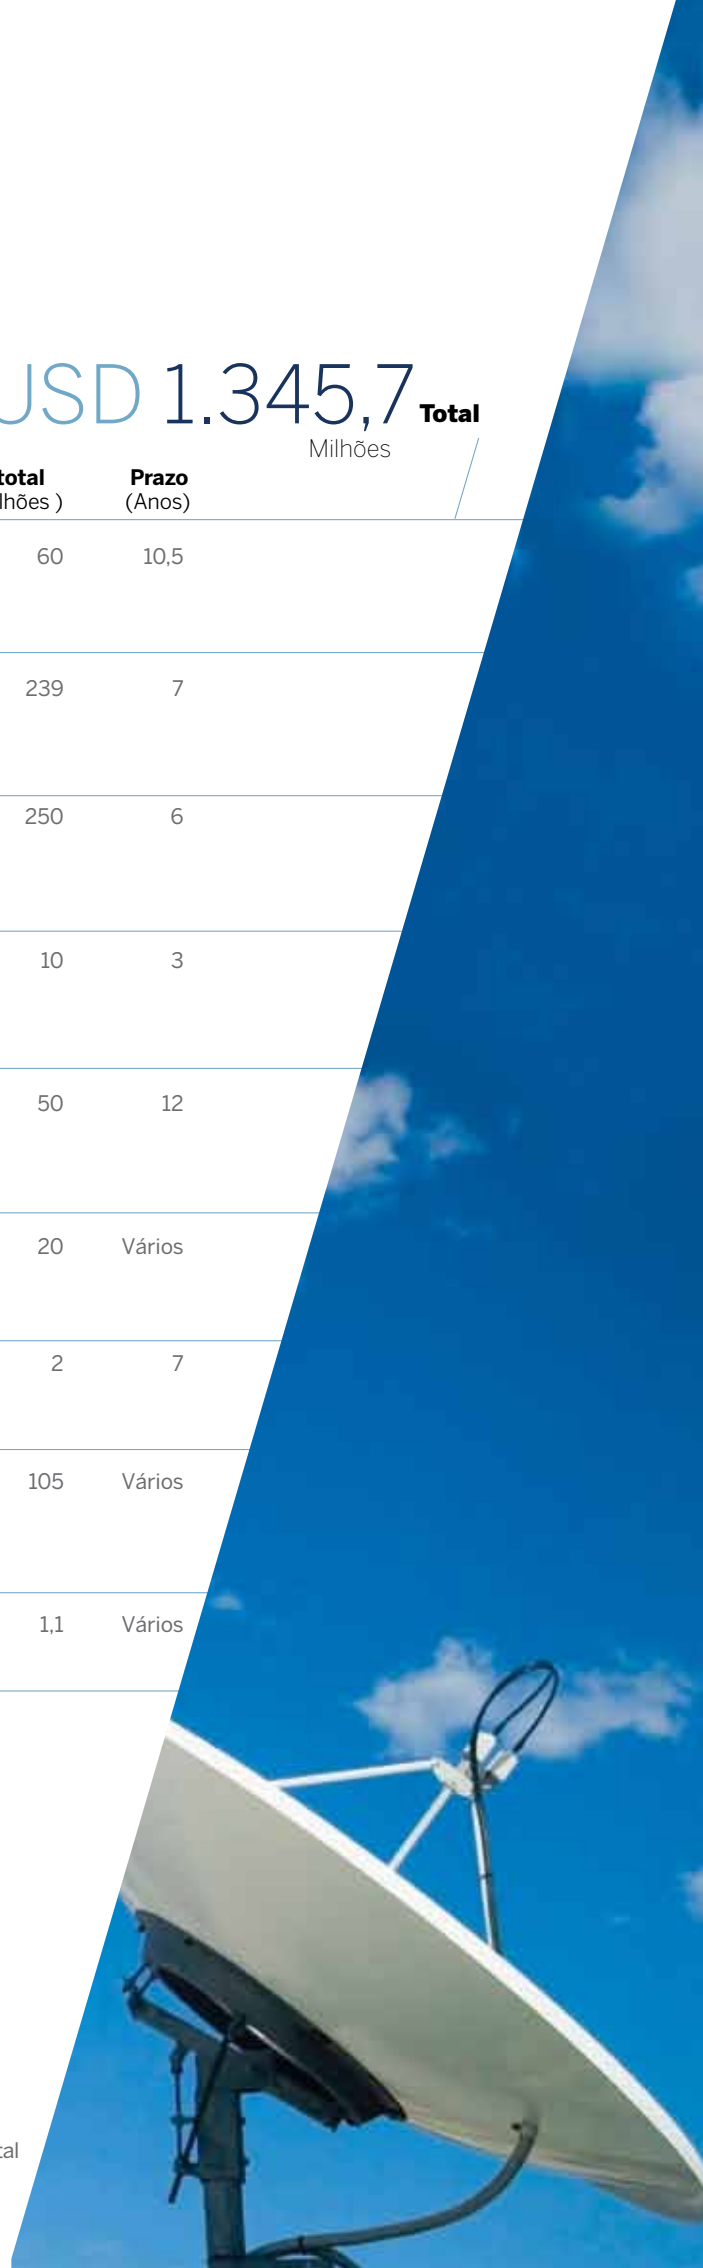 USD 1.345,7 Total
Milhões
total Prazo
lhões ) (Anos)
60 10,5
239 7
250 6
10 3
50 12
20 Vários
2 7
105 Vários
1,1 Vários
tal